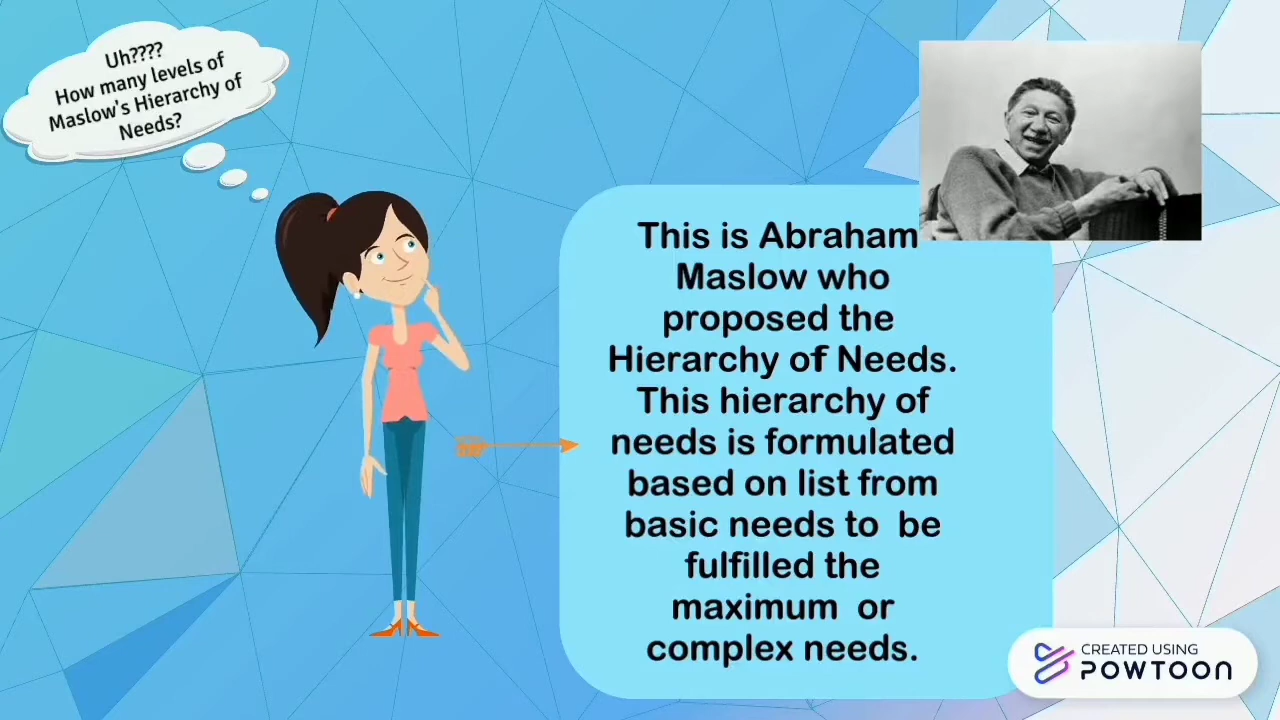 Uh????
How many levels of
Maslow's Hierarchy of
Needs?
This is Abraham
Maslow who
proposed the
Hierarchy of Needs.
This hierarchy of
needs is formulated
based on list from
basic needs to be
fulfilled the
maximum or
complex needs.
CREATED USING
POWTOON